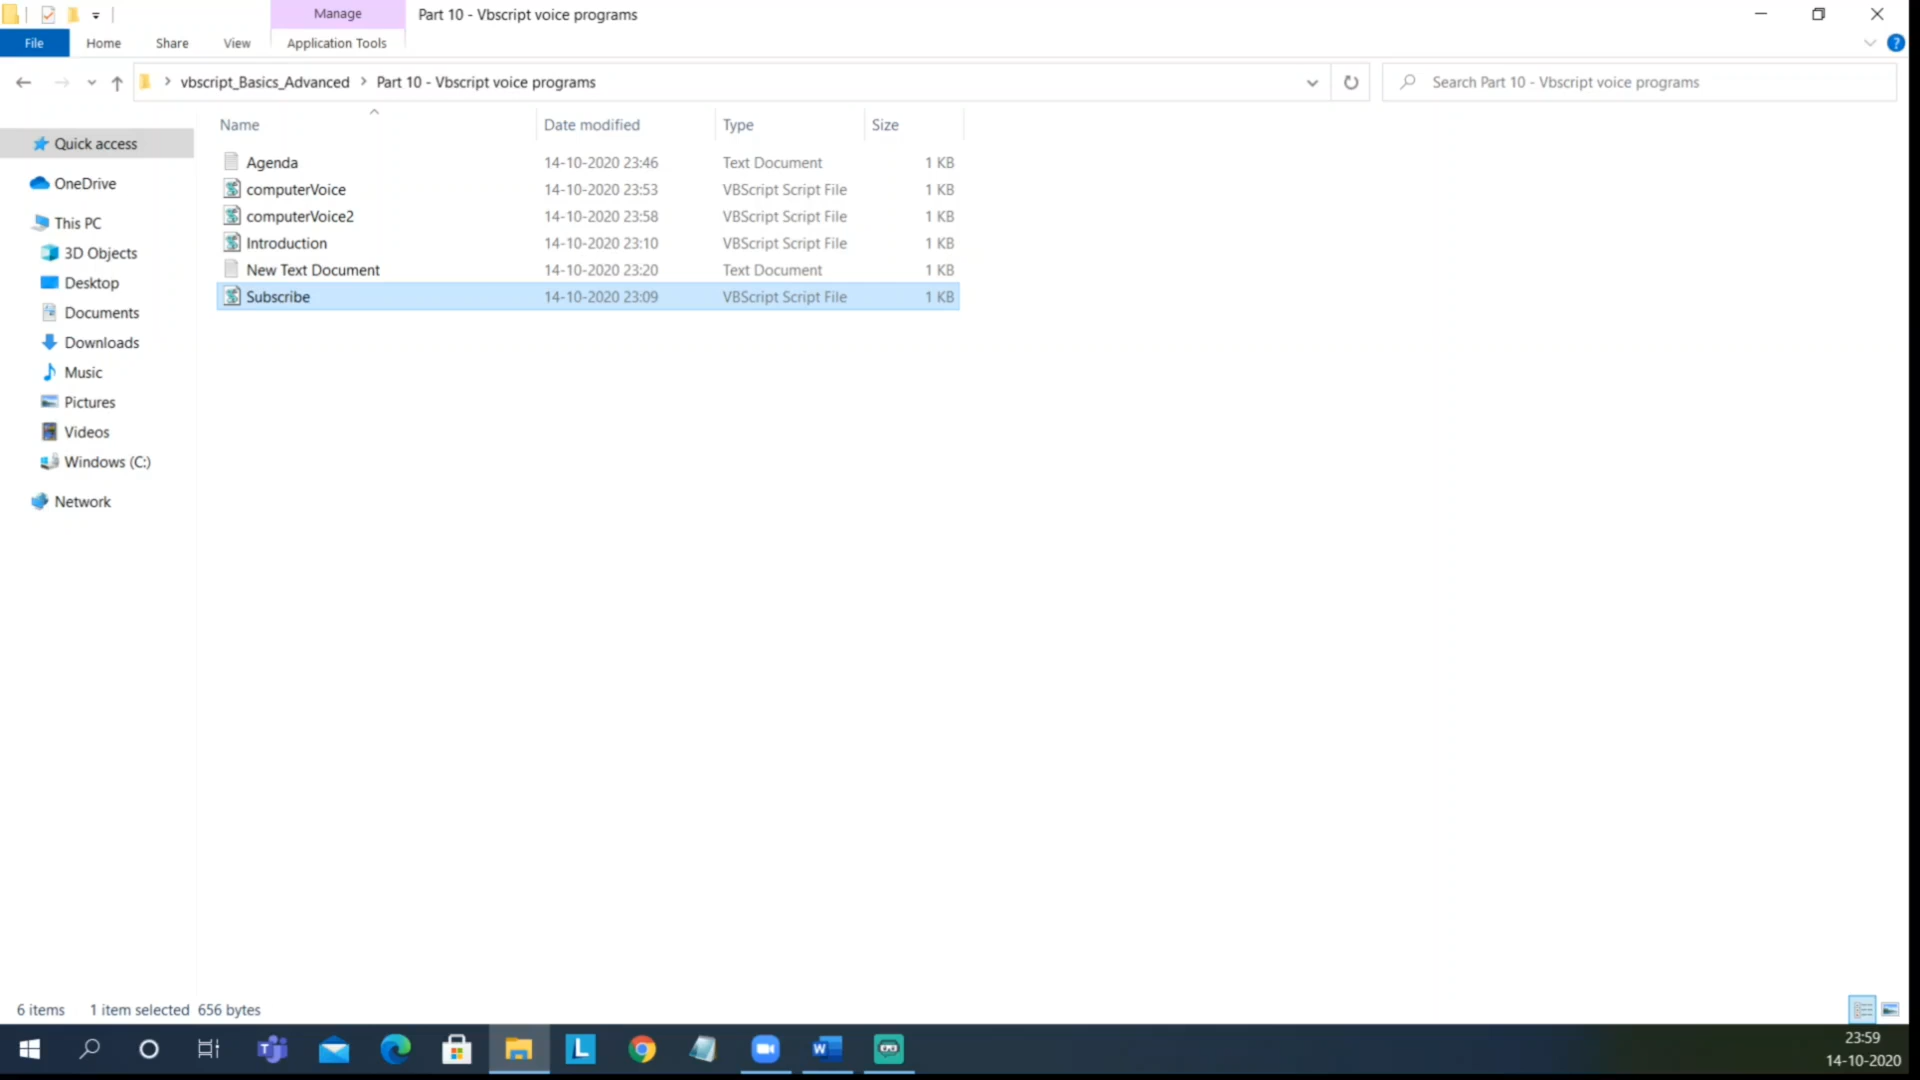 Manage
Part 10 - Vbscript voice programs
File
Home
Share
View
Application Tools
vbscript_Basics_Advanced > Part 10 - Vbscript voice programs
Search Part 10 - Vbscript voice programs
Name Date modified Type Size
Quick access
OneDrive
This PC
3D Objects
Desktop
Documents
Downloads
Music
Pictures
Videos
Windows (C:)
Network
Agenda 14-10-2020 23:46 Text Document 1 KB
computerVoice 14-10-2020 23:53 VBScript Script File 1 KB
computerVoice2 14-10-2020 23:58 VBScript Script File 1 KB
Introduction 14-10-2020 23:10 VBScript Script File 1 KB
New Text Document 14-10-2020 23:20 Text Document 1 KB
Subscribe 14-10-2020 23:09 VBScript Script File 1 KB
6 items 1 item selected 656 bytes
23:59
14-10-2020